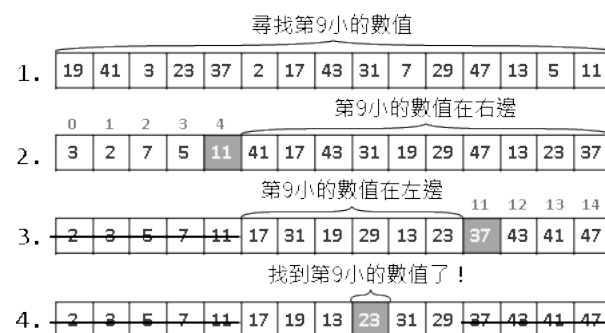 尋找第9小的數值
1. 19 41 3 23 37 2 17 43 31 7 29 47 13 5 11
第9小的數值在右邊
0 1 2 3 4
2. 3 2 7 5 11 41 17 43 31 19 29 47 13 23 37
第9小的數值在左邊
11 12 13 14
3. 2 3 5 7 11 17 31 19 29 13 23 37 43 41 47
找到第9小的數值了！
4. 2 3 5 7 11 17 19 13 23 31 29 37 43 41 47